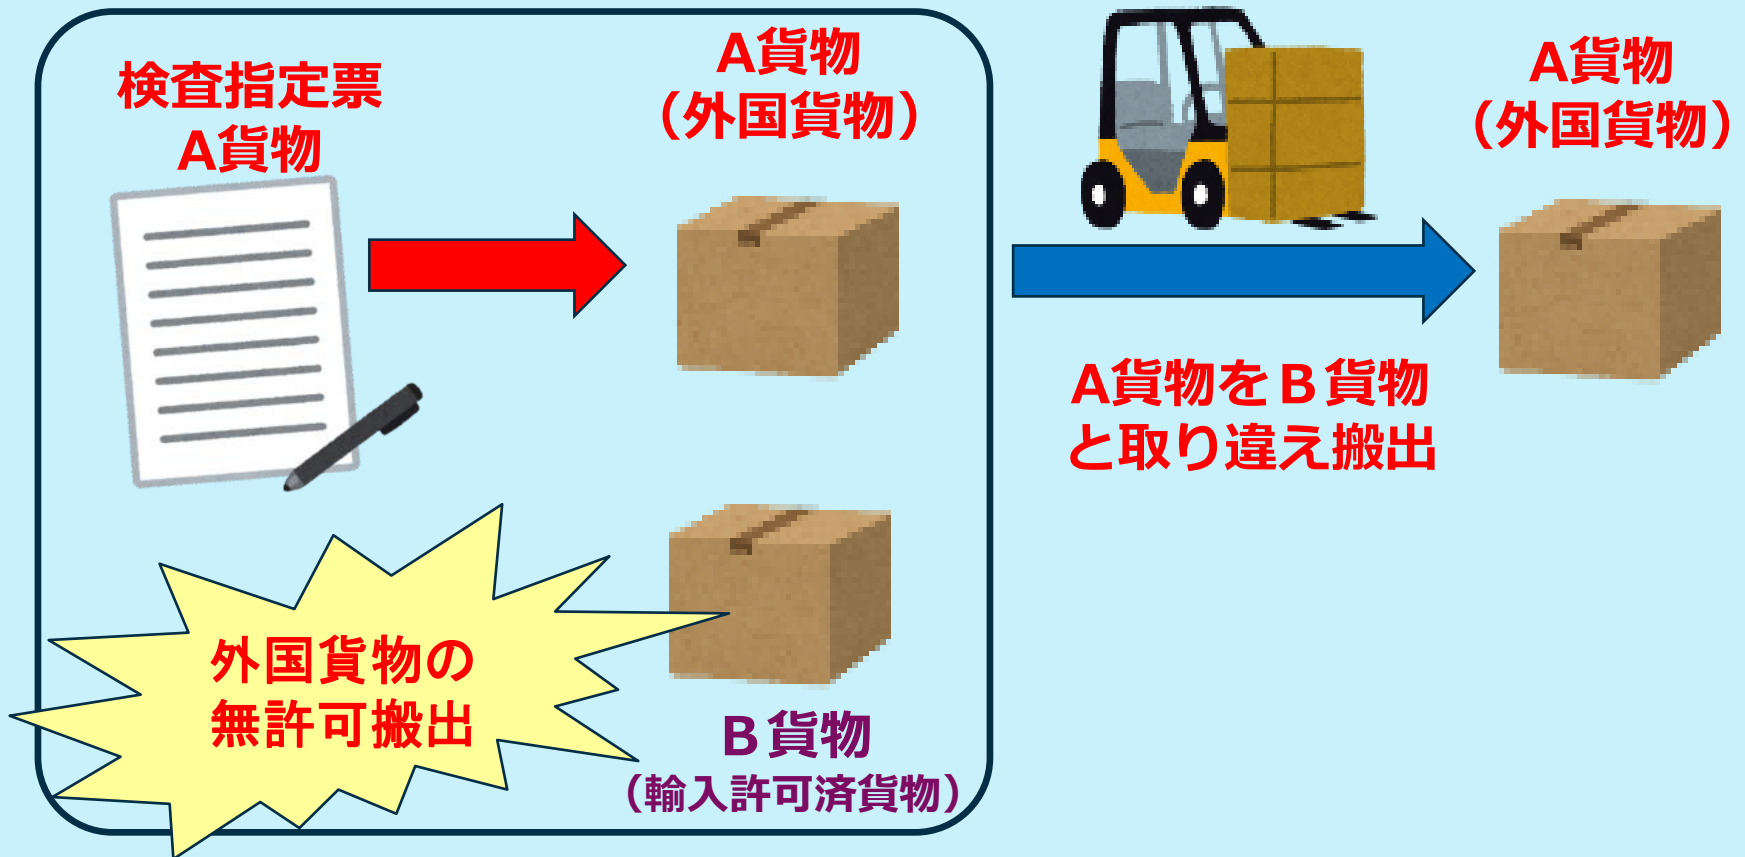 検査指定票
A貨物
A貨物
（外国貨物）
A貨物
（外国貨物）
A貨物をＢ貨物
と取り違え搬出
外国貨物の
無許可搬出
Ｂ貨物
（輸入許可済貨物）